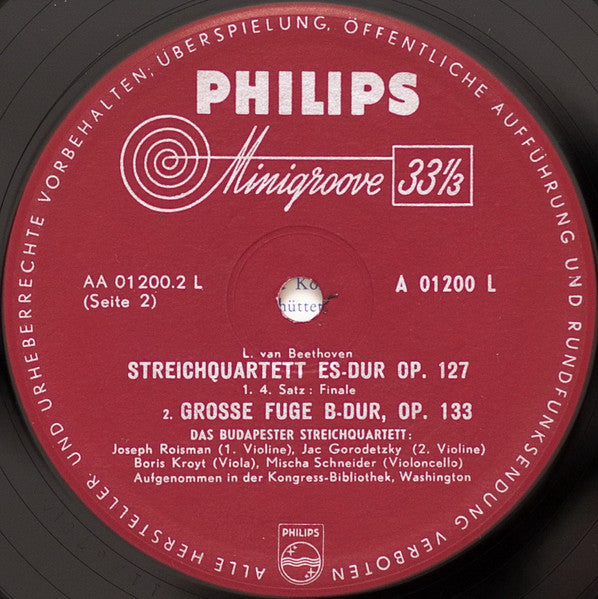 ALLE HERSTELLER- UND URHEBERRECHTE VORBEHALTEN; ÜBERSPIELUNG, ÖFFENTLICHE AUFFÜHRUNG UND RUNDFUNKSENDUNG VERBOTEN
PHILIPS
Minigroove 33⅓
AA 01200.2 L
(Seite 2)
A 01200 L
Ko
hütte
L. van Beethoven
STREICHQUARTETT ES-DUR OP. 127
1. 4. Satz: Finale
2. GROSSE FUGE B-DUR, OP. 133
DAS BUDAPESTER STREICHQUARTETT:
Joseph Roisman (1. Violine), Jac Gorodetzky (2. Violine)
Boris Kroyt (Viola), Mischa Schneider (Violoncello)
Aufgenommen in der Kongress-Bibliothek, Washington
PHILIPS